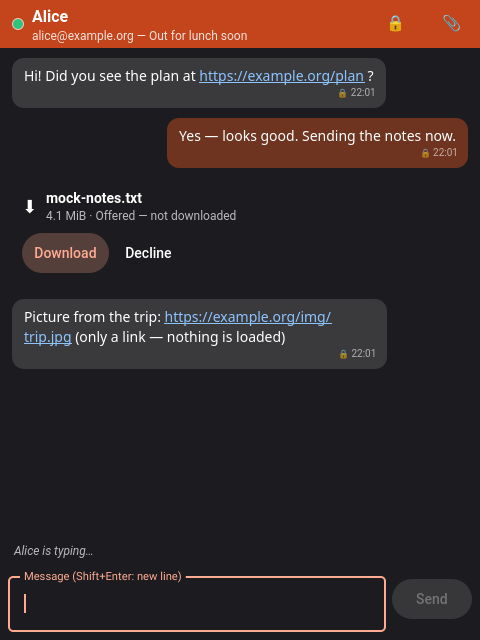 Alice
alice@example.org — Out for lunch soon
Hi! Did you see the plan at https://example.org/plan ?
22:01
Yes — looks good. Sending the notes now.
22:01
mock-notes.txt
4.1 MiB · Offered — not downloaded
Download
Decline
Picture from the trip: https://example.org/img/
trip.jpg (only a link — nothing is loaded)
22:01
Alice is typing…
Message (Shift+Enter: new line)
Send